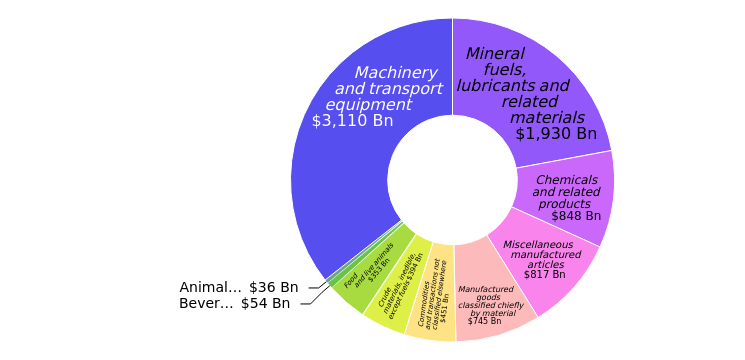 Mineral
fuels,
lubricants and
related
materials
$1,930 Bn
Chemicals
and related
products
$848 Bn
Miscellaneous
manufactured
articles
$817 Bn
Manufactured
goods
classified chiefly
by material
$745 Bn
Commodities
and transactions not
classified elsewhere
$451 Bn
Crude
materials, inedible,
except fuels $394 Bn
Food
and live animals
$353 Bn
Bever... $54 Bn
Animal... $36 Bn
Machinery
and transport
equipment
$3,110 Bn